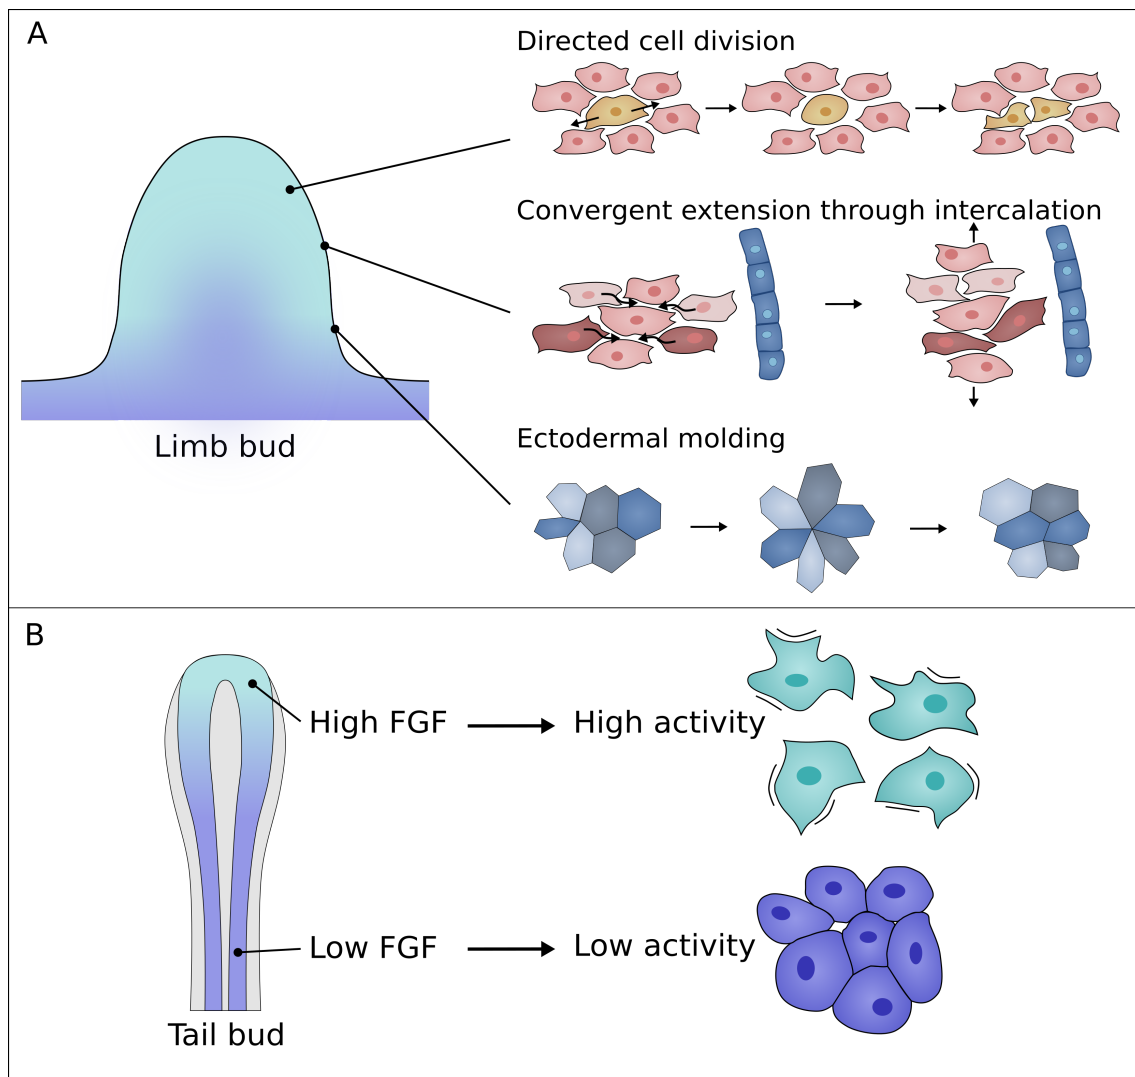 A
Directed cell division
Convergent extension through intercalation
Limb bud
Ectodermal molding
B
High FGF
High activity
Low FGF
Low activity
Tail bud